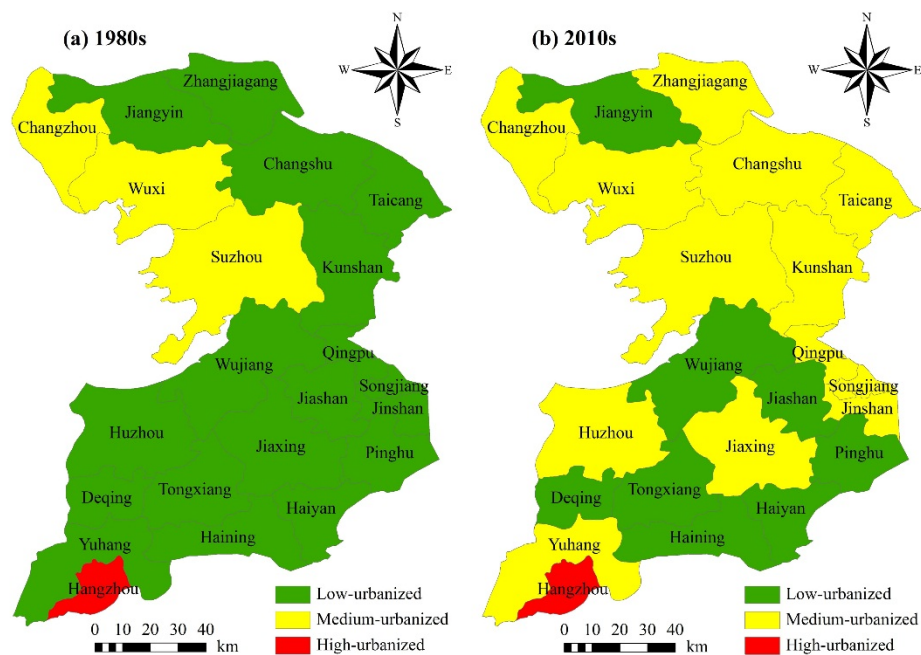 (a) 1980s
N
W
E
S
Zhangjiagang
Jiangyin
Changzhou
Changshu
Wuxi
Taicang
Suzhou
Kunshan
Qingpu
Wujiang
Songjiang
Jiashan
Jinshan
Huzhou
Jiaxing
Pinghu
Deqing
Tongxiang
Haiyan
Haining
Yuhang
Hangzhou
Low-urbanized
Medium-urbanized
High-urbanized
0 10 20 30 40
km
(b) 2010s
N
W
E
S
Zhangjiagang
Jiangyin
Changzhou
Changshu
Wuxi
Taicang
Suzhou
Kunshan
Qingpu
Wujiang
Songjiang
Jiashan
Jinshan
Huzhou
Jiaxing
Pinghu
Deqing
Tongxiang
Haiyan
Haining
Yuhang
Hangzhou
Low-urbanized
Medium-urbanized
High-urbanized
0 10 20 30 40
km